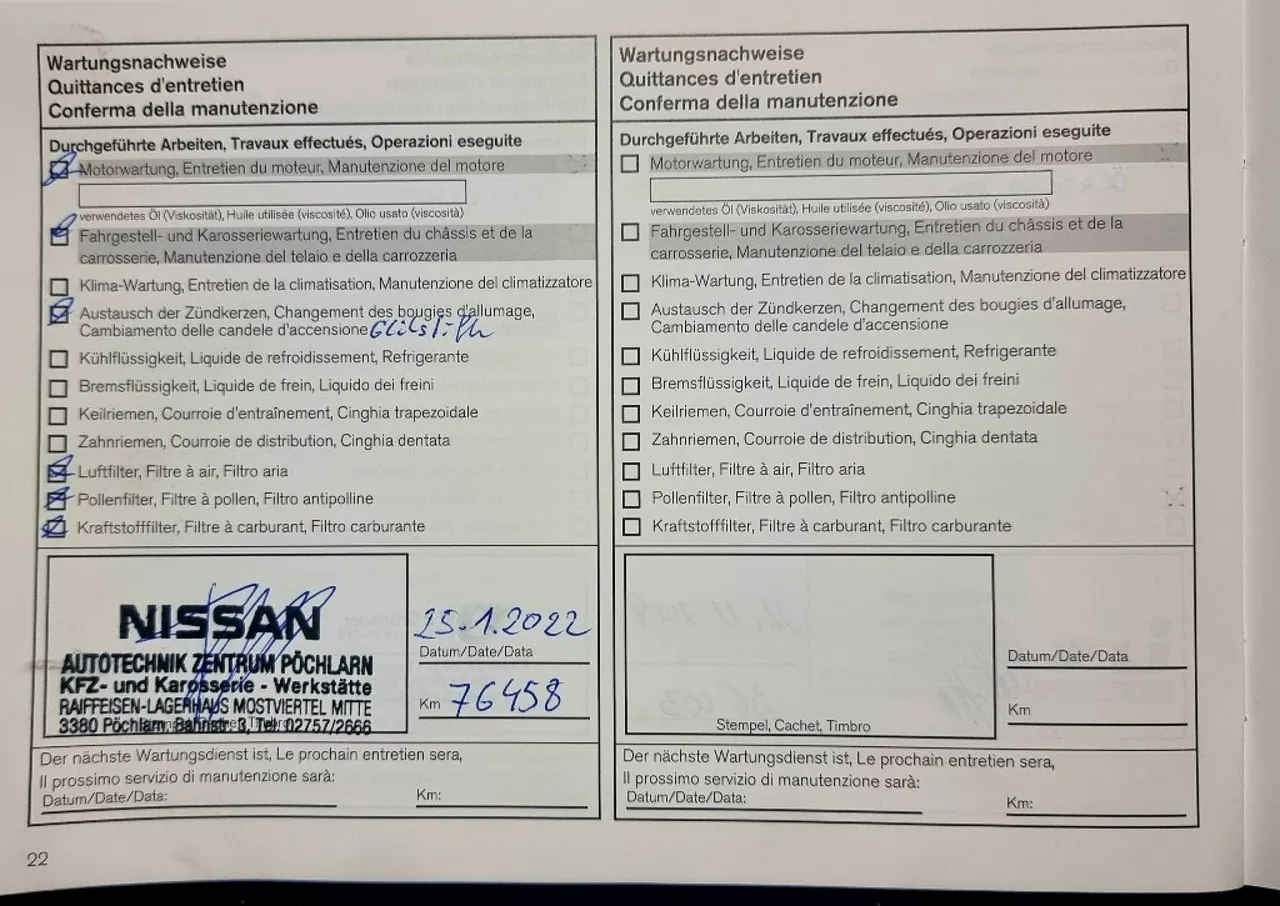 Wartungsnachweise
Quittances d'entretien
Conferma della manutenzione
Durchgeführte Arbeiten, Travaux effectués, Operazioni eseguite
Motorwartung, Entretien du moteur, Manutenzione del motore
verwendetes Öl (Viskosität), Huile utilisée (viscosité), Olio usato (viscosità)
Fahrgestell- und Karosseriewartung, Entretien du châssis et de la
carrosserie, Manutenzione del telaio e della carrozzeria
Klima-Wartung, Entretien de la climatisation, Manutenzione del climatizzatore
Austausch der Zündkerzen, Changement des bougies d'allumage,
Cambiamento delle candele d'accensione
Kühlflüssigkeit, Liquide de refroidissement, Refrigerante
Bremsflüssigkeit, Liquide de frein, Liquido dei freini
Keilriemen, Courroie d'entraînement, Cinghia trapezoidale
Zahnriemen, Courroie de distribution, Cinghia dentata
Luftfilter, Filtre à air, Filtro aria
Pollenfilter, Filtre à pollen, Filtro antipolline
Kraftstofffilter, Filtre à carburant, Filtro carburante
NISSAN
AUTOTECHNIK ZENTRUM PÖCHLARN
KFZ- und Karosserie - Werkstätte
RAIFFEISEN-LAGERHAUS MOSTVIERTEL MITTE
3380 Pöchlarn, Bahnstr. 3, Tel. 02757/2666
25.1.2022
Datum/Date/Data
Km 76458
Der nächste Wartungsdienst ist, Le prochain entretien sera,
Il prossimo servizio di manutenzione sarà:
Datum/Date/Data:
Km:
22
Wartungsnachweise
Quittances d'entretien
Conferma della manutenzione
Durchgeführte Arbeiten, Travaux effectués, Operazioni eseguite
Motorwartung, Entretien du moteur, Manutenzione del motore
verwendetes Öl (Viskosität), Huile utilisée (viscosité), Olio usato (viscosità)
Fahrgestell- und Karosseriewartung, Entretien du châssis et de la
carrosserie, Manutenzione del telaio e della carrozzeria
Klima-Wartung, Entretien de la climatisation, Manutenzione del climatizzatore
Austausch der Zündkerzen, Changement des bougies d'allumage,
Cambiamento delle candele d'accensione
Kühlflüssigkeit, Liquide de refroidissement, Refrigerante
Bremsflüssigkeit, Liquide de frein, Liquido dei freini
Keilriemen, Courroie d'entraînement, Cinghia trapezoidale
Zahnriemen, Courroie de distribution, Cinghia dentata
Luftfilter, Filtre à air, Filtro aria
Pollenfilter, Filtre à pollen, Filtro antipolline
Kraftstofffilter, Filtre à carburant, Filtro carburante
Stempel, Cachet, Timbro
Datum/Date/Data
Km
Der nächste Wartungsdienst ist, Le prochain entretien sera,
Il prossimo servizio di manutenzione sarà:
Datum/Date/Data:
Km: